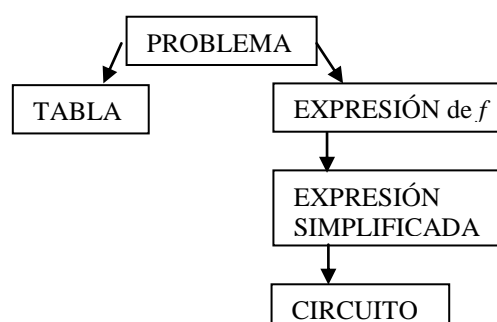 PROBLEMA
TABLA
EXPRESIÓN de f
EXPRESIÓN
SIMPLIFICADA
CIRCUITO